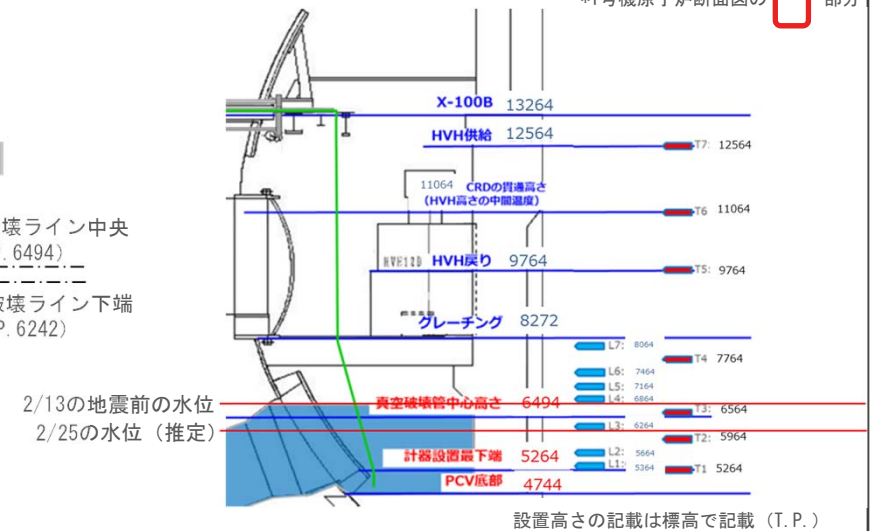 *1号機原子炉断面図の 部分
X-100B 13264
HVH供給 12564
T7: 12564
11064 CRDの貫通高さ
(HVH高さの中間温度)
T6 11064
壊ライン中央
.6494)
HVH12D HVH戻り 9764
T5: 9764
破壊ライン下端
P.6242)
グレーチング 8272
L7: 8064
T4 7764
L6: 7464
L5: 7164
L4: 6864
2/13の地震前の水位
真空破壊管中心高さ 6494
T3: 6564
2/25の水位(推定)
L3: 6264
T2: 5964
計器設置最下端 5264
L2: 5664
L1: 5364
T1 5264
PCV底部 4744
設置高さの記載は標高で記載(T.P.)